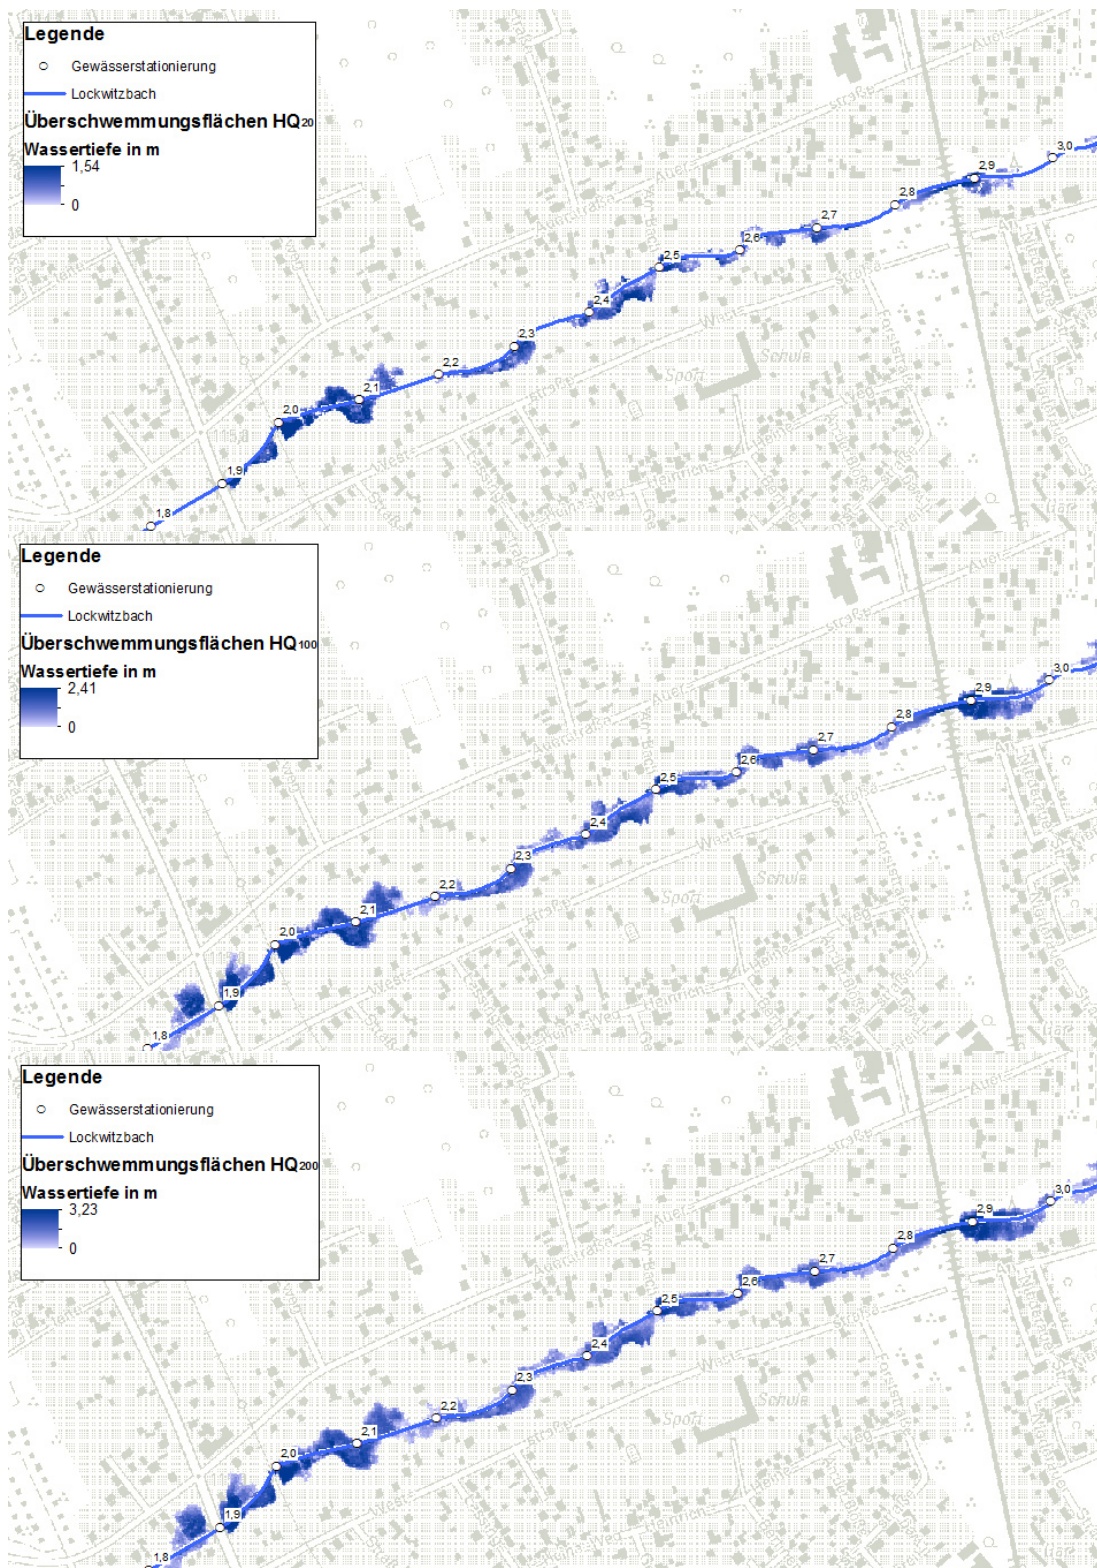 Legende
Gewässerstationierung
Lockwitzbach
Überschwemmungsflächen HQ20
Wassertiefe in m
1,54
0
3,0
2,9
2,8
2,7
2,6
2,5
2,4
2,3
2,2
2,1
2,0
1,9
1,8
Auer
straße
Schule
Sport
Legende
Gewässerstationierung
Lockwitzbach
Überschwemmungsflächen HQ100
Wassertiefe in m
2,41
0
3,0
2,9
2,8
2,7
2,6
2,5
2,4
2,3
2,2
2,1
2,0
1,9
1,8
Auer
straße
Schule
Sport
Legende
Gewässerstationierung
Lockwitzbach
Überschwemmungsflächen HQ200
Wassertiefe in m
3,23
0
3,0
2,9
2,8
2,7
2,6
2,5
2,4
2,3
2,2
2,1
2,0
1,9
1,8
Auer
straße
Schule
Sport